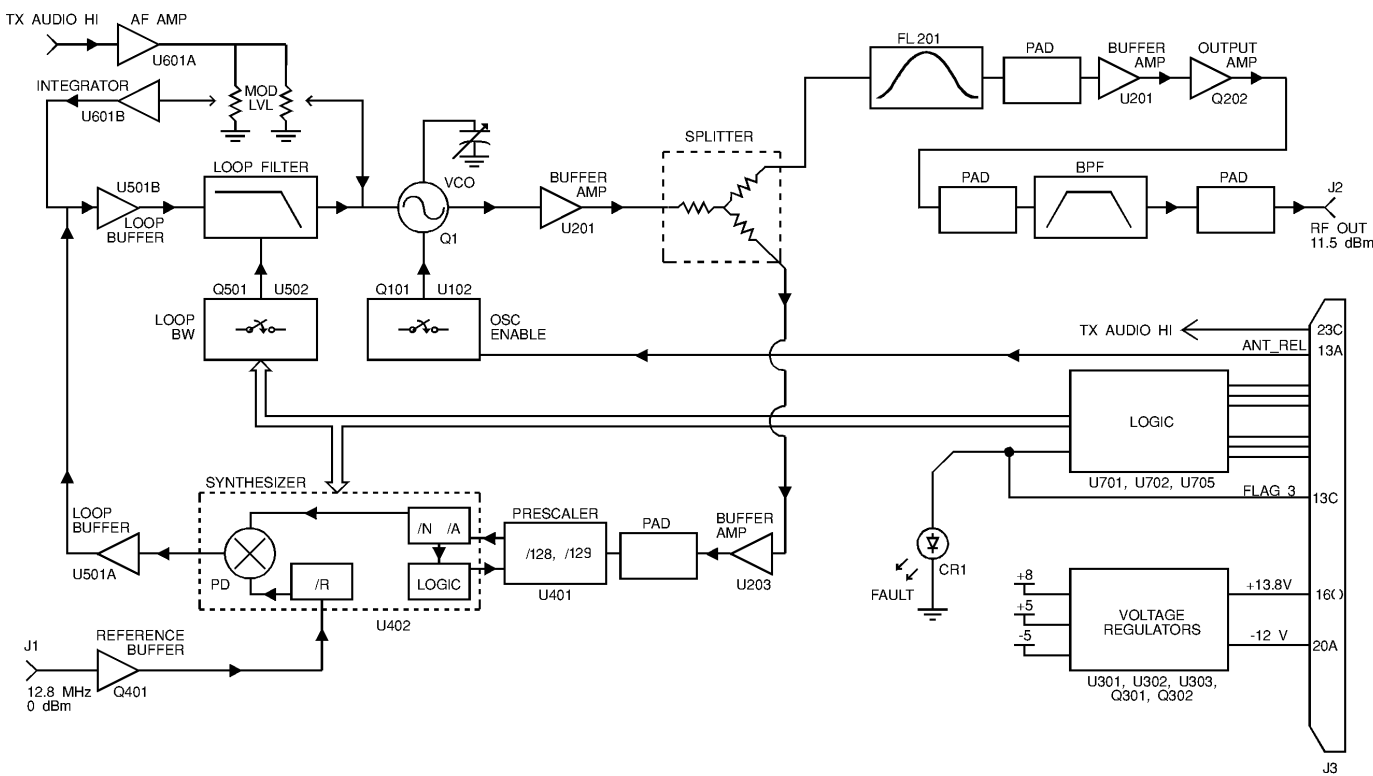 TX AUDIO HI
AF AMP
U601A
INTEGRATOR
U601B
MOD
LVL
U501B
LOOP
BUFFER
LOOP FILTER
VCO
Q1
BUFFER
AMP
U201
SPLITTER
FL201
PAD
BUFFER
AMP
U201
OUTPUT
AMP
Q202
PAD
BPF
PAD
J2
RF OUT
11.5 dBm
Q501 U502
LOOP
BW
Q101 U102
OSC
ENABLE
TX AUDIO HI
23C
ANT_REL
13A
LOGIC
U701, U702, U705
FLAG 3
13C
SYNTHESIZER
LOOP
BUFFER
U501A
PD
/N /A
LOGIC
/R
U402
PRESCALER
/128, /129
U401
PAD
BUFFER
AMP
U203
CR1
FAULT
+8
+5
-5
VOLTAGE
REGULATORS
U301, U302, U303,
Q301, Q302
+13.8V
-12 V
20A
J1
12.8 MHz
0 dBm
REFERENCE
BUFFER
Q401
J3